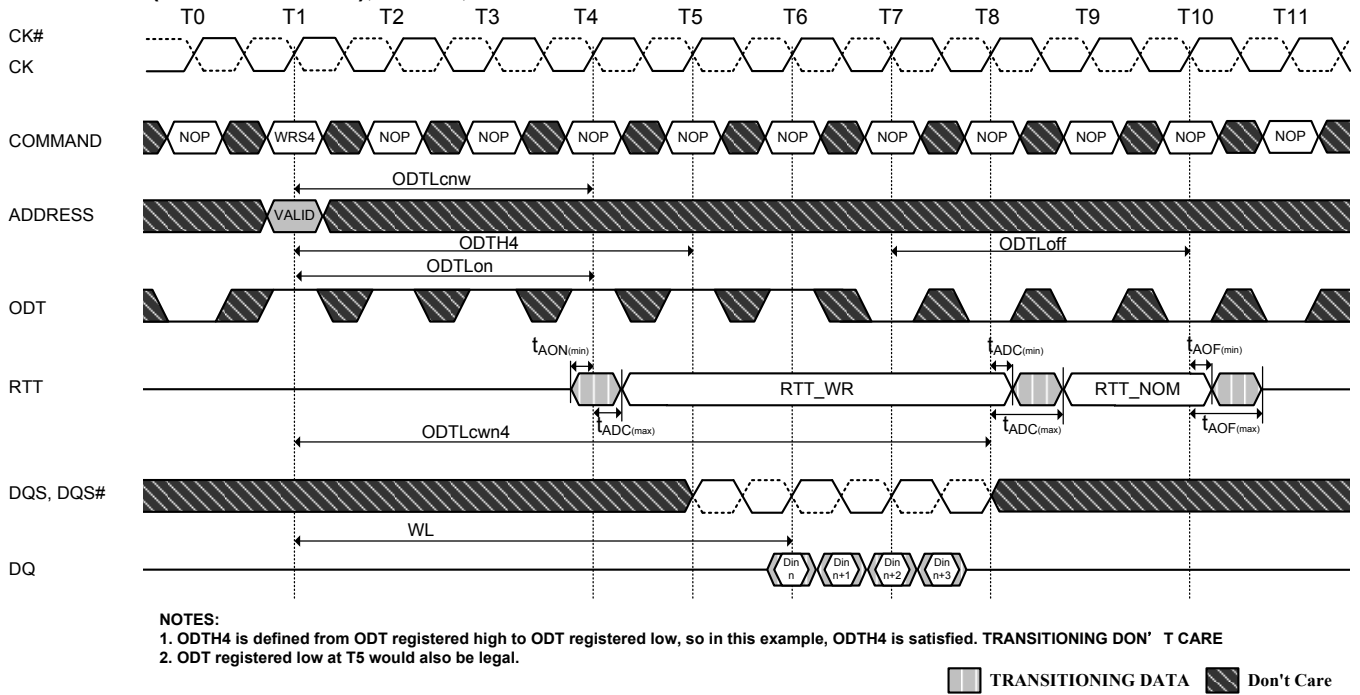 T0 T1 T2 T3 T4 T5 T6 T7 T8 T9 T10 T11
CK#
CK
COMMAND
NOP WRS4 NOP NOP NOP NOP NOP NOP NOP NOP NOP NOP
ODTLcnw
ADDRESS
VALID
ODTH4
ODTLoff
ODTLon
ODT
tAON(min)
tADC(min)
tAOF(min)
RTT
RTT_WR
RTT_NOM
tADC(max)
tADC(max)
tAOF(max)
ODTLcwn4
DQS, DQS#
WL
DQ
Din n
Din n+1
Din n+2
Din n+3
NOTES:
1. ODTH4 is defined from ODT registered high to ODT registered low, so in this example, ODTH4 is satisfied. TRANSITIONING DON’ T CARE
2. ODT registered low at T5 would also be legal.
TRANSITIONING DATA
Don't Care